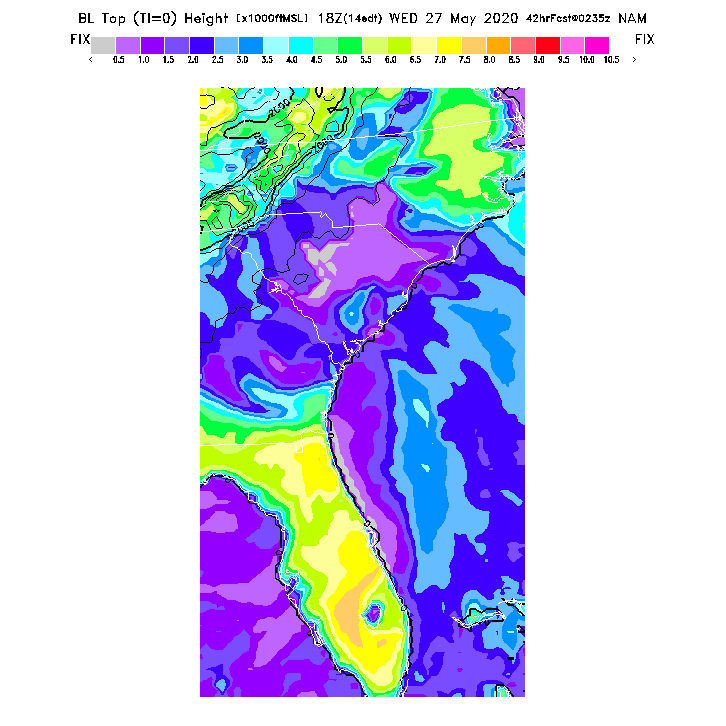 BL Top (TI=0) Height [x1000ftMSL] 18Z(14edt) WED 27 May 2020 42hrFcst@0235z NAM
FIX FIX
< 0.5 1.0 1.5 2.0 2.5 3.0 3.5 4.0 4.5 5.0 5.5 6.0 6.5 7.0 7.5 8.0 8.5 9.0 9.5 10.0 10.5 >
2000